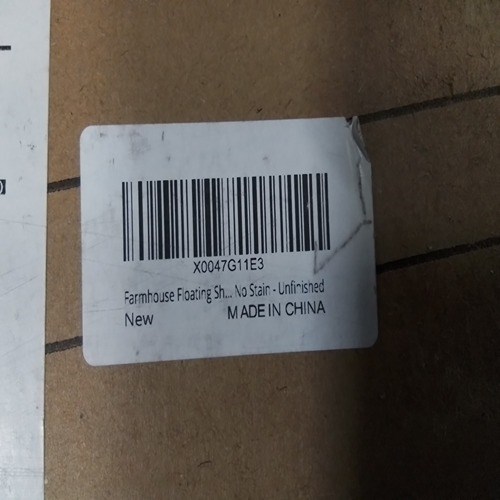 X0047G11E3
Farmhouse Floating Sh... No Stain - Unfinished
New MADE IN CHINA